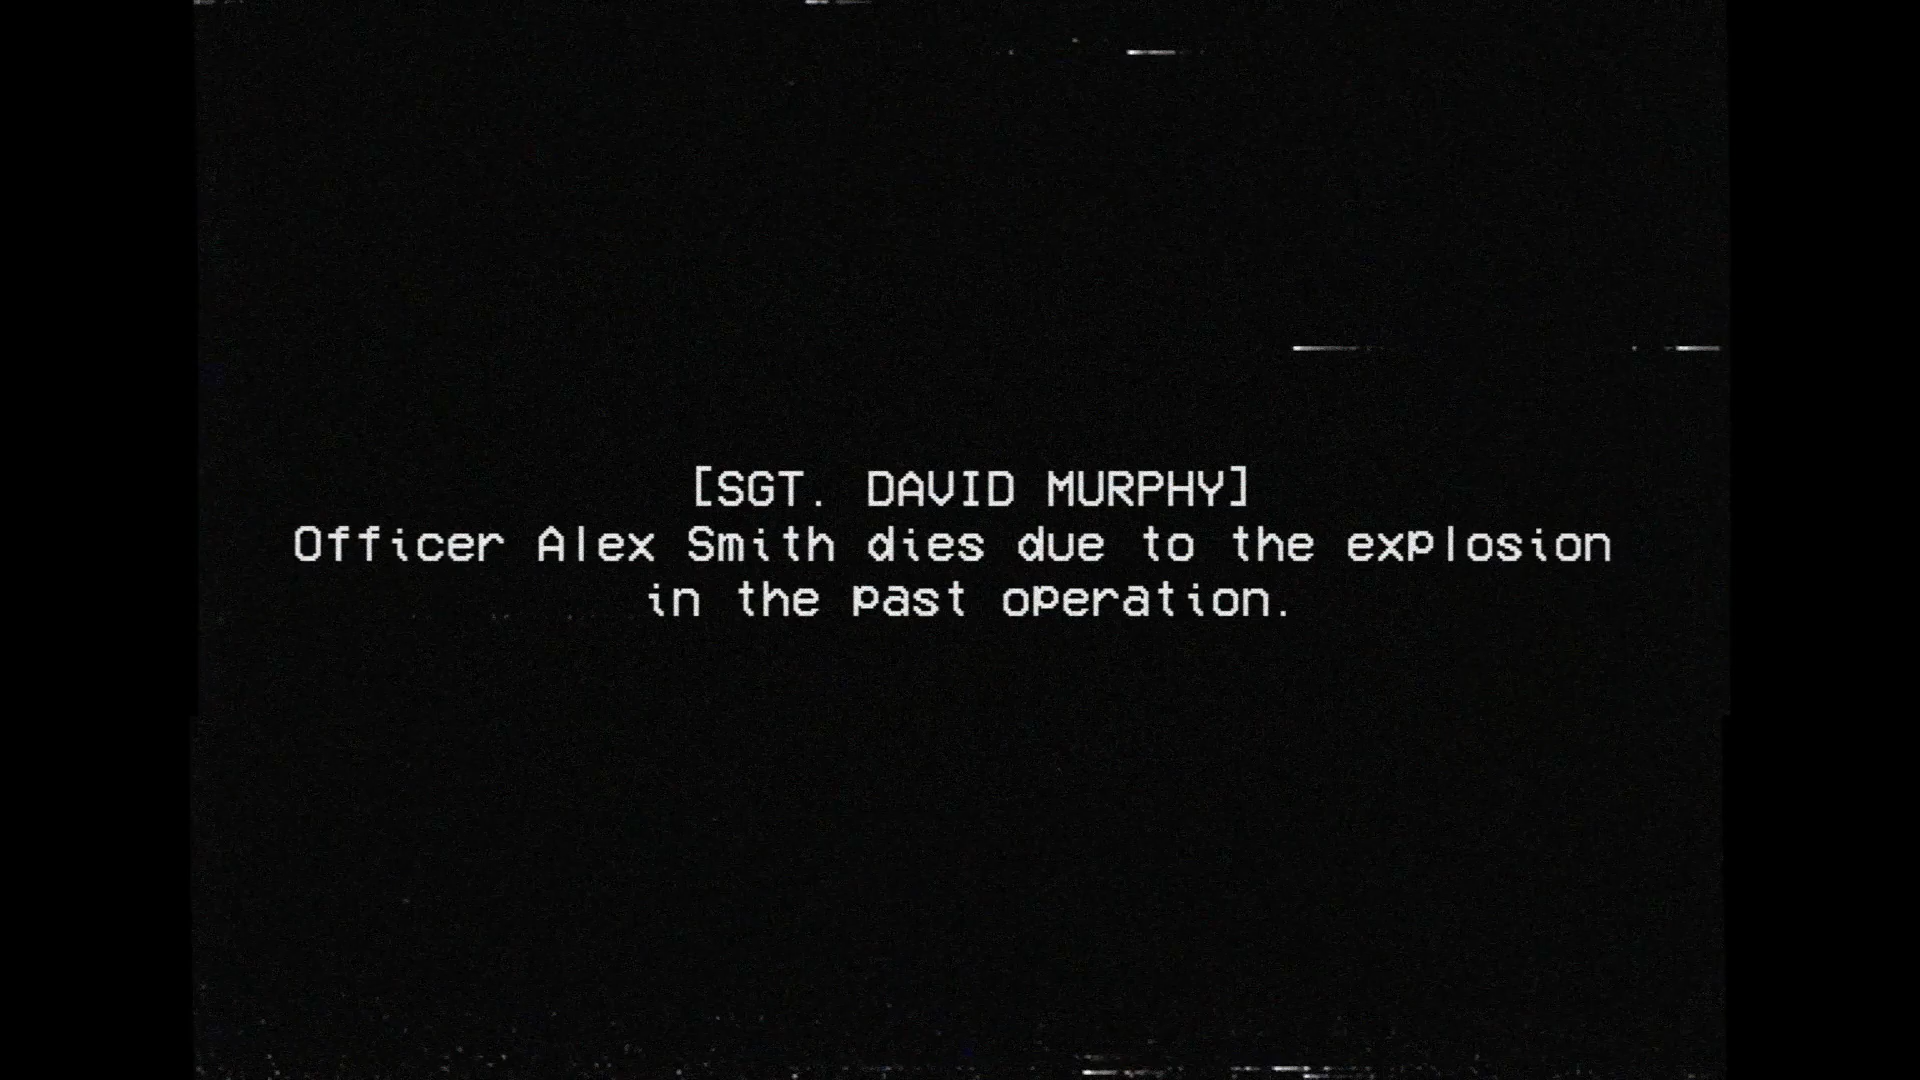 [SGT. DAVID MURPHY]
Officer Alex Smith dies due to the explosion
in the past operation.